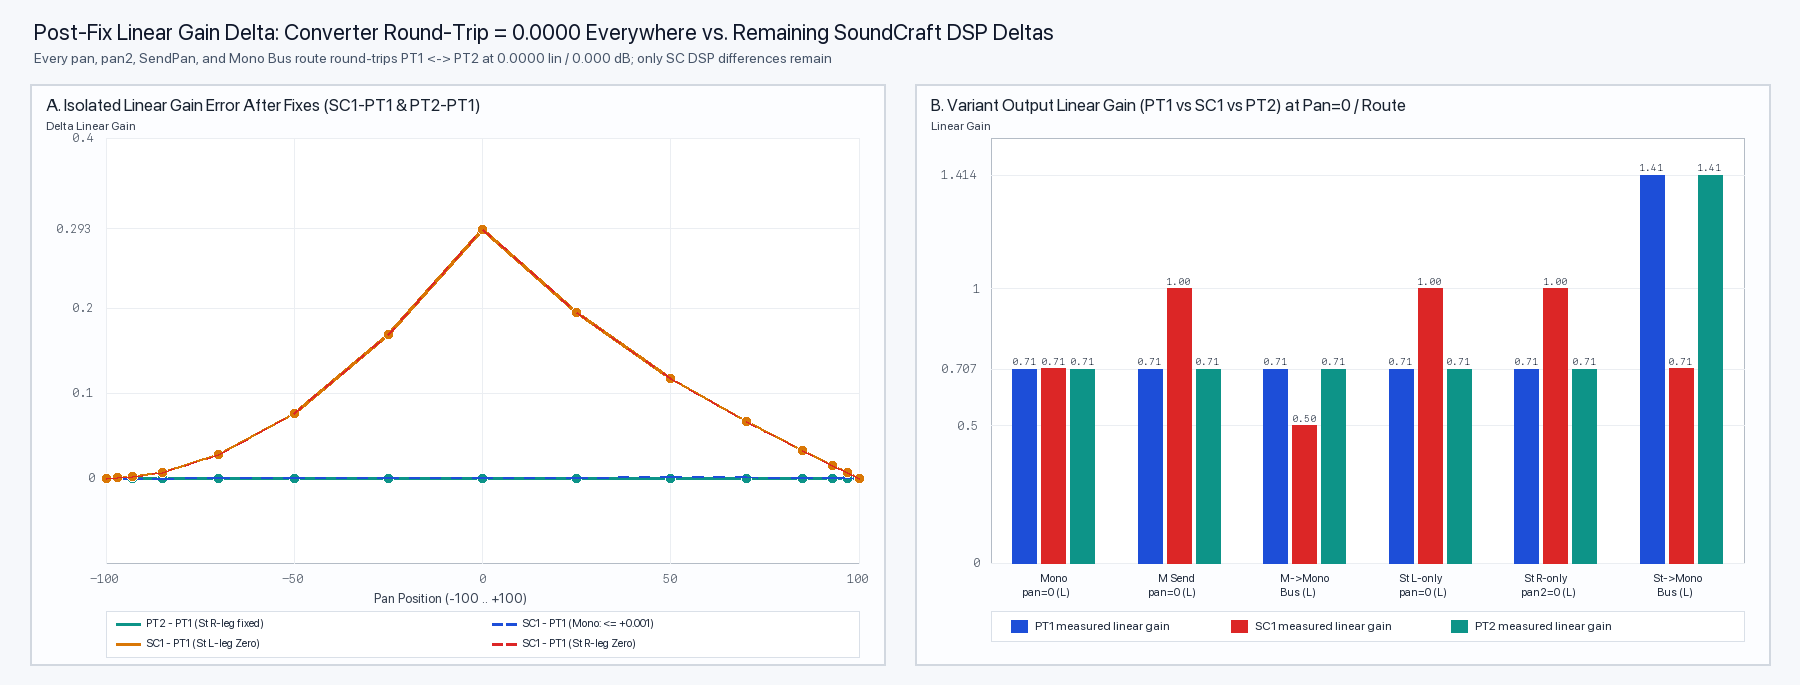 Post-Fix Linear Gain Delta: Converter Round-Trip = 0.0000 Everywhere vs. Remaining SoundCraft DSP Deltas
Every pan, pan2, SendPan, and Mono Bus route round-trips PT1 <-> PT2 at 0.0000 lin / 0.000 dB; only SC DSP differences remain
A. Isolated Linear Gain Error After Fixes (SC1-PT1 & PT2-PT1)
Delta Linear Gain
0.4
0.293
0.2
0.1
0
−100
−50
0
50
100
Pan Position (-100 .. +100)
PT2 - PT1 (St R-leg fixed)
SC1 - PT1 (Mono: <= +0.001)
SC1 - PT1 (St L-leg Zero)
SC1 - PT1 (St R-leg Zero)
B. Variant Output Linear Gain (PT1 vs SC1 vs PT2) at Pan=0 / Route
Linear Gain
1.414
1
0.707
0.5
0
0.71 0.71 0.71
0.71 1.00 0.71
0.71 0.50 0.71
0.71 1.00 0.71
0.71 1.00 0.71
1.41 0.71 1.41
Mono
pan=0 (L)
M Send
pan=0 (L)
M->Mono
Bus (L)
St L-only
pan=0 (L)
St R-only
pan2=0 (L)
St->Mono
Bus (L)
PT1 measured linear gain
SC1 measured linear gain
PT2 measured linear gain